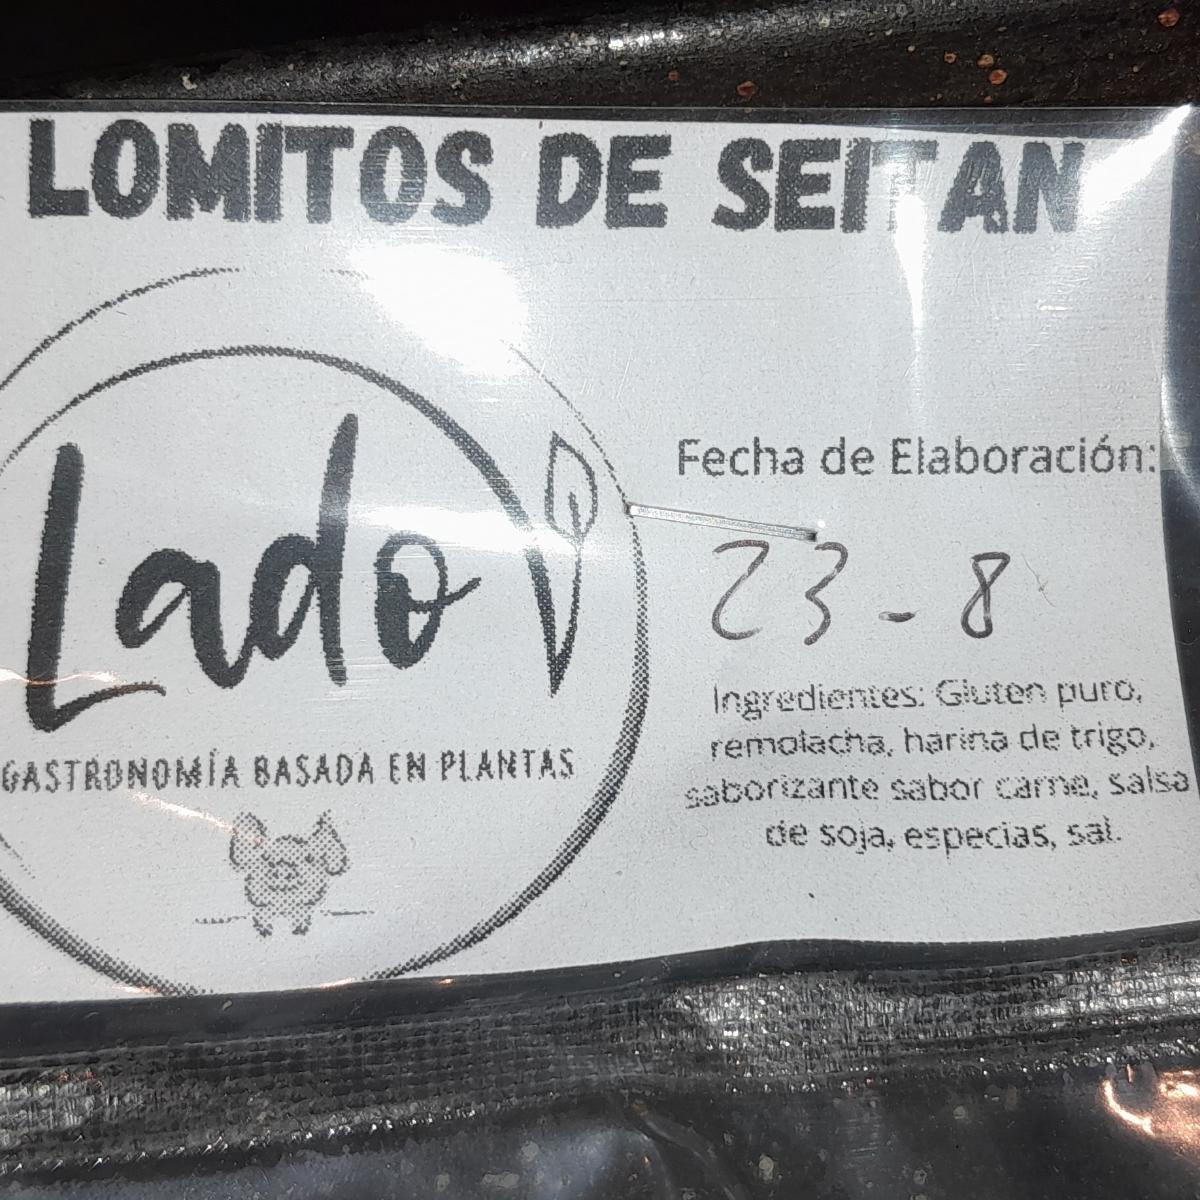 LOMITOS DE SEITAN
Lado V
GASTRONOMÍA BASADA EN PLANTAS
Fecha de Elaboración:
23-8
Ingredientes: Gluten puro,
remolacha, harina de trigo,
saborizante sabor carne, salsa
de soja, especias, sal.